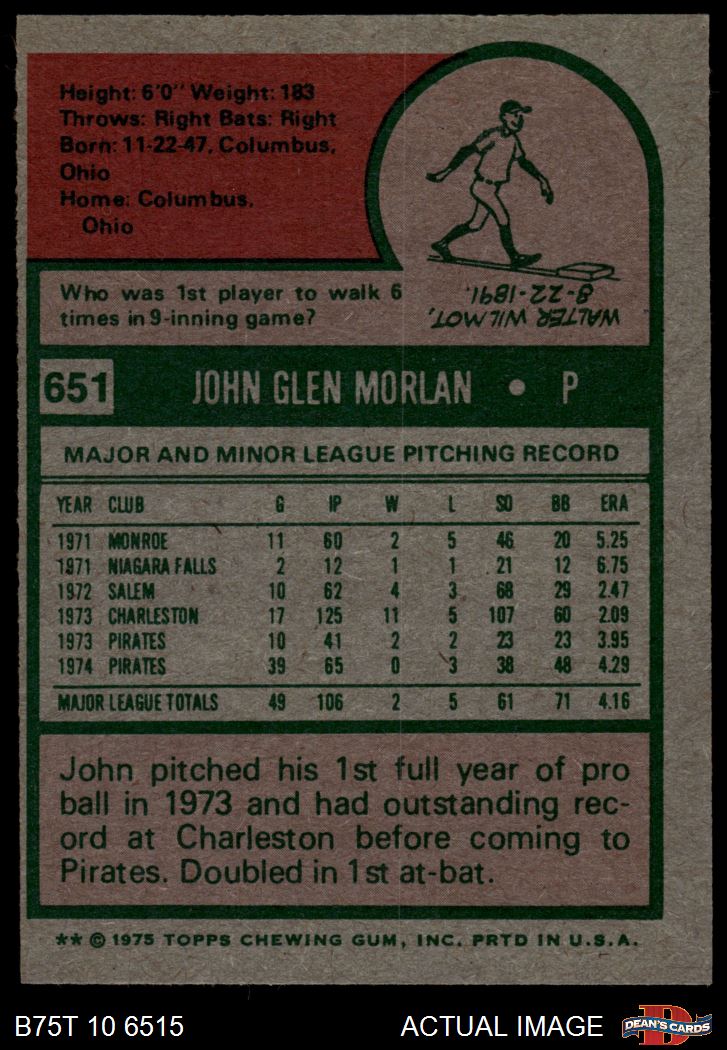 Height: 6'0" Weight: 183
Throws: Right Bats: Right
Born: 11-22-47, Columbus,
Ohio
Home: Columbus,
Ohio
Who was 1st player to walk 6
times in 9-inning game?
WALTER WILMOT,
8-22-1891.
651 JOHN GLEN MORLAN • P
MAJOR AND MINOR LEAGUE PITCHING RECORD
YEAR CLUB G IP W L SO BB ERA
1971 MONROE 11 60 2 5 46 20 5.25
1971 NIAGARA FALLS 2 12 1 1 21 12 6.75
1972 SALEM 10 62 4 3 68 29 2.47
1973 CHARLESTON 17 125 11 5 107 60 2.09
1973 PIRATES 10 41 2 2 23 23 3.95
1974 PIRATES 39 65 0 3 38 48 4.29
MAJOR LEAGUE TOTALS 49 106 2 5 61 71 4.16
John pitched his 1st full year of pro
ball in 1973 and had outstanding rec-
ord at Charleston before coming to
Pirates. Doubled in 1st at-bat.
** © 1975 TOPPS CHEWING GUM, INC. PRTD IN U.S.A.
B75T 10 6515 ACTUAL IMAGE D DEAN'S CARDS